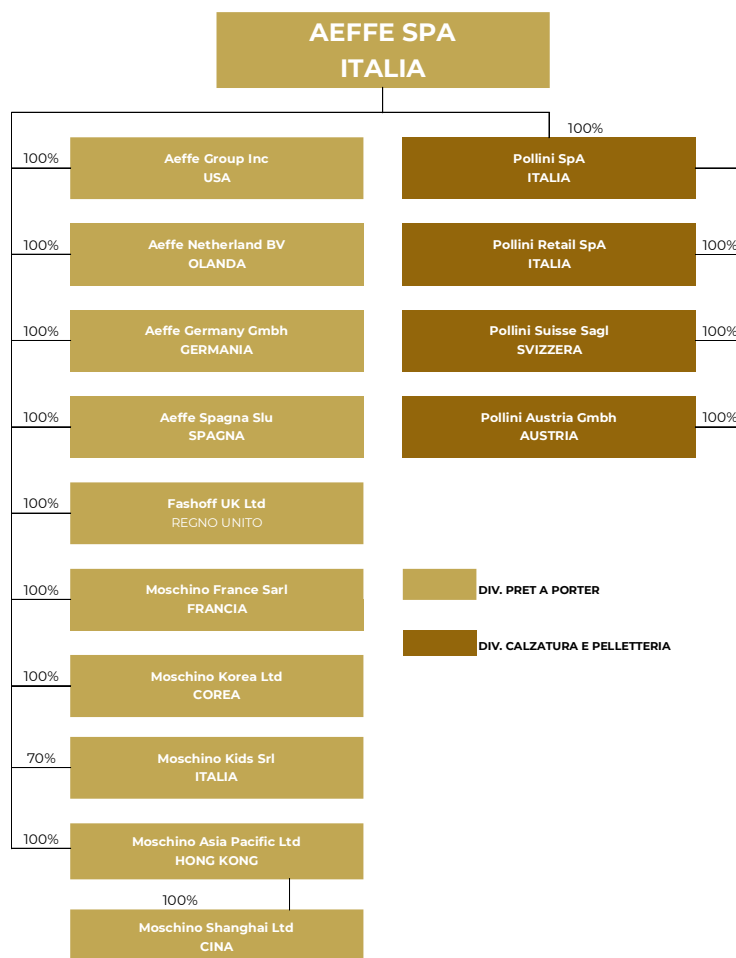 AEFFE SPA
ITALIA
100%
100%
Aeffe Group Inc
USA
Pollini SpA
ITALIA
100%
Aeffe Netherland BV
OLANDA
Pollini Retail SpA
ITALIA
100%
100%
Aeffe Germany Gmbh
GERMANIA
Pollini Suisse Sagl
SVIZZERA
100%
100%
Aeffe Spagna Slu
SPAGNA
Pollini Austria Gmbh
AUSTRIA
100%
100%
Fashoff UK Ltd
REGNO UNITO
100%
Moschino France Sarl
FRANCIA
DIV. PRET A PORTER
DIV. CALZATURA E PELLETTERIA
100%
Moschino Korea Ltd
COREA
70%
Moschino Kids Srl
ITALIA
100%
Moschino Asia Pacific Ltd
HONG KONG
100%
Moschino Shanghai Ltd
CINA